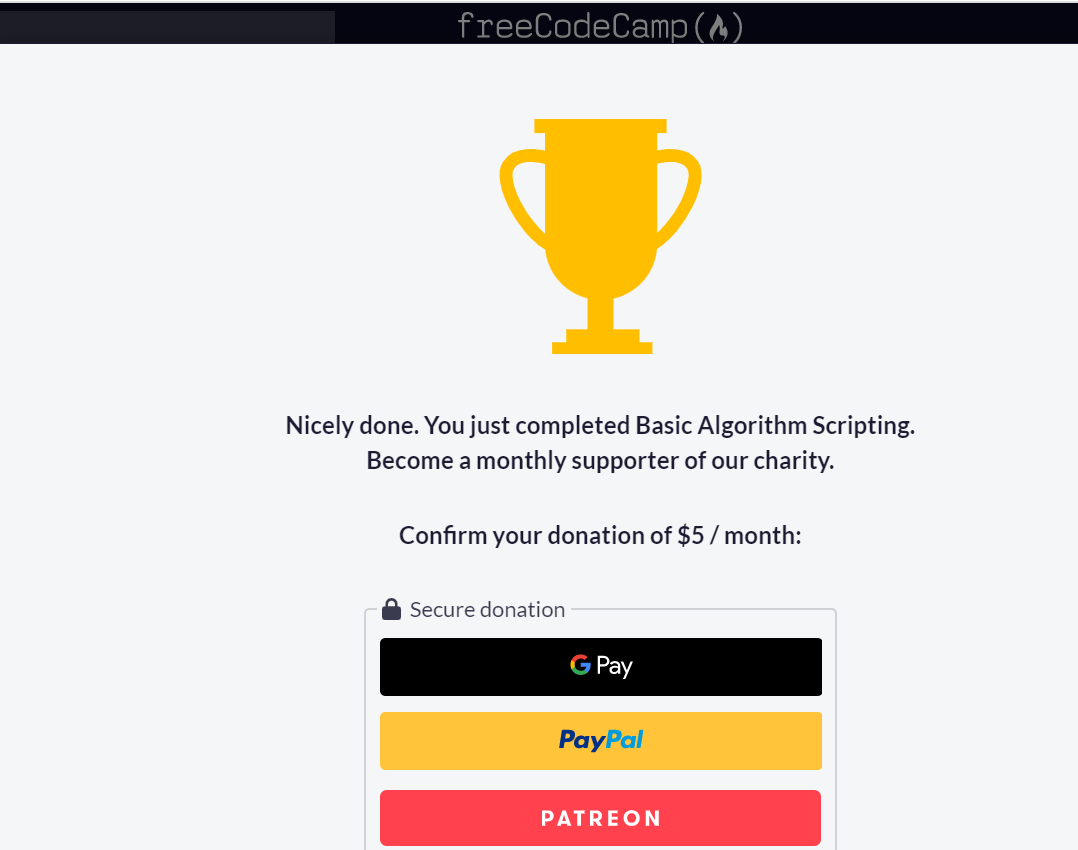 freeCodeCamp(🔥)
Nicely done. You just completed Basic Algorithm Scripting.
Become a monthly supporter of our charity.
Confirm your donation of $5 / month:
Secure donation
G Pay
PayPal
PATREON